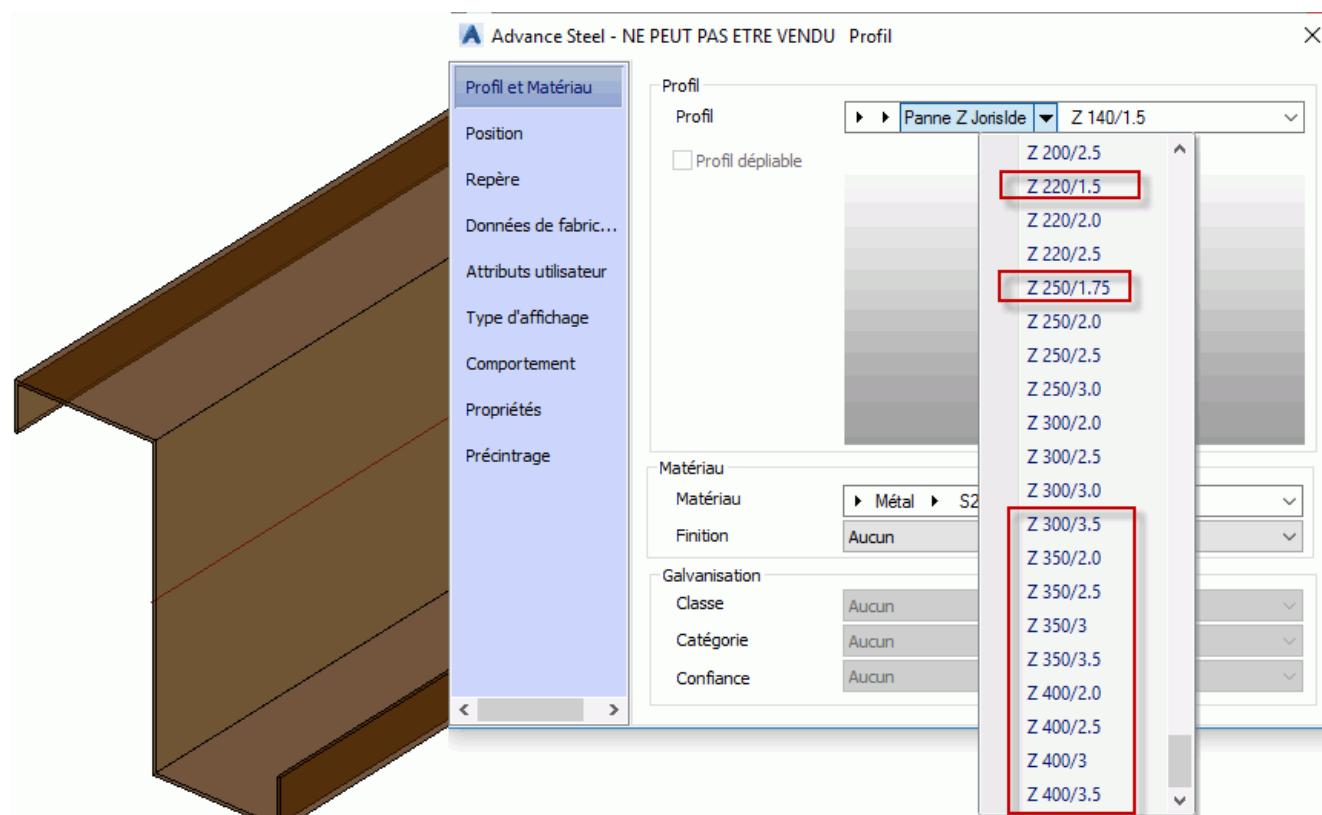 Advance Steel - NE PEUT PAS ETRE VENDU Profil
Profil et Matériau
Position
Repère
Données de fabric...
Attributs utilisateur
Type d'affichage
Comportement
Propriétés
Précintrage
Profil
Profil
Panne Z JorisIde
Z 140/1.5
Profil dépliable
Z 200/2.5
Z 220/1.5
Z 220/2.0
Z 220/2.5
Z 250/1.75
Z 250/2.0
Z 250/2.5
Z 250/3.0
Z 300/2.0
Z 300/2.5
Z 300/3.0
Z 300/3.5
Z 350/2.0
Z 350/2.5
Z 350/3
Z 350/3.5
Z 400/2.0
Z 400/2.5
Z 400/3
Z 400/3.5
Matériau
Matériau
Métal
S2
Finition
Aucun
Galvanisation
Classe
Aucun
Catégorie
Aucun
Confiance
Aucun